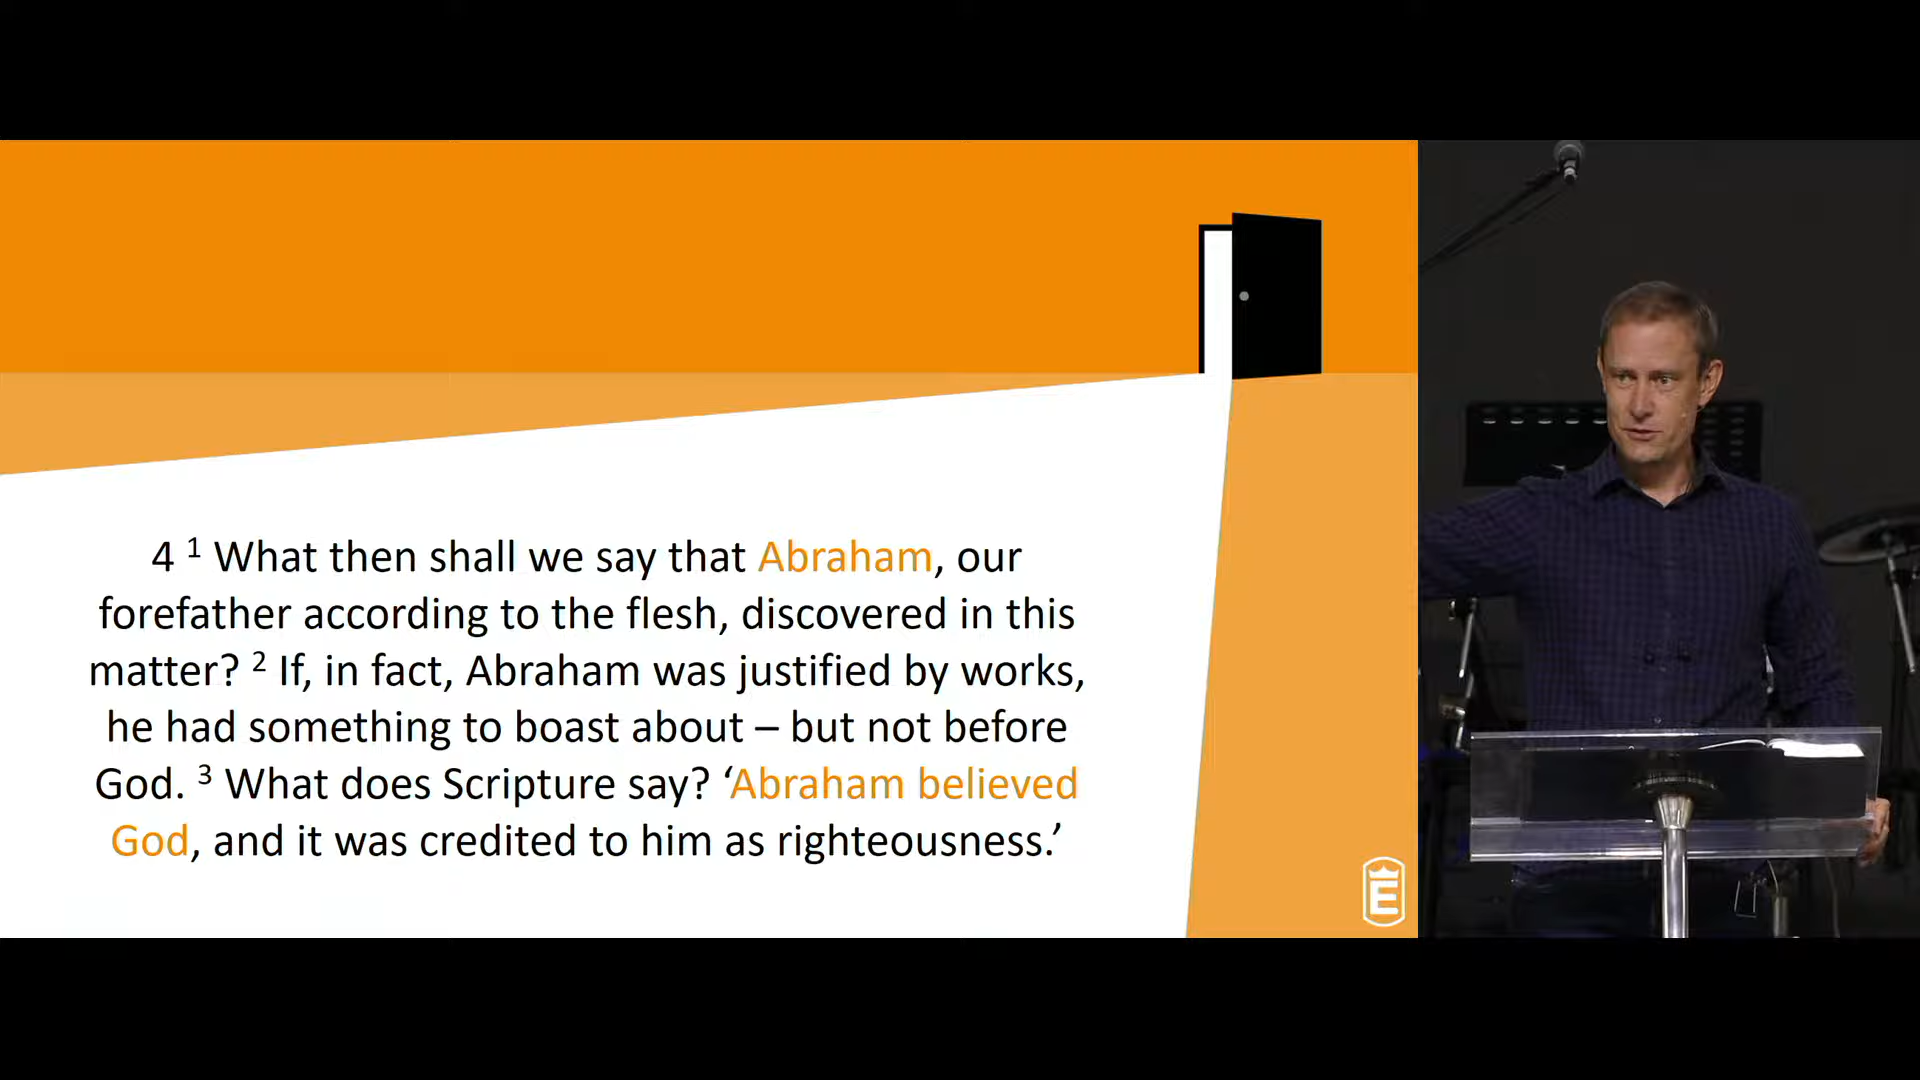 4 ¹ What then shall we say that Abraham, our
forefather according to the flesh, discovered in this
matter? ² If, in fact, Abraham was justified by works,
he had something to boast about – but not before
God. ³ What does Scripture say? ‘Abraham believed
God, and it was credited to him as righteousness.’
E